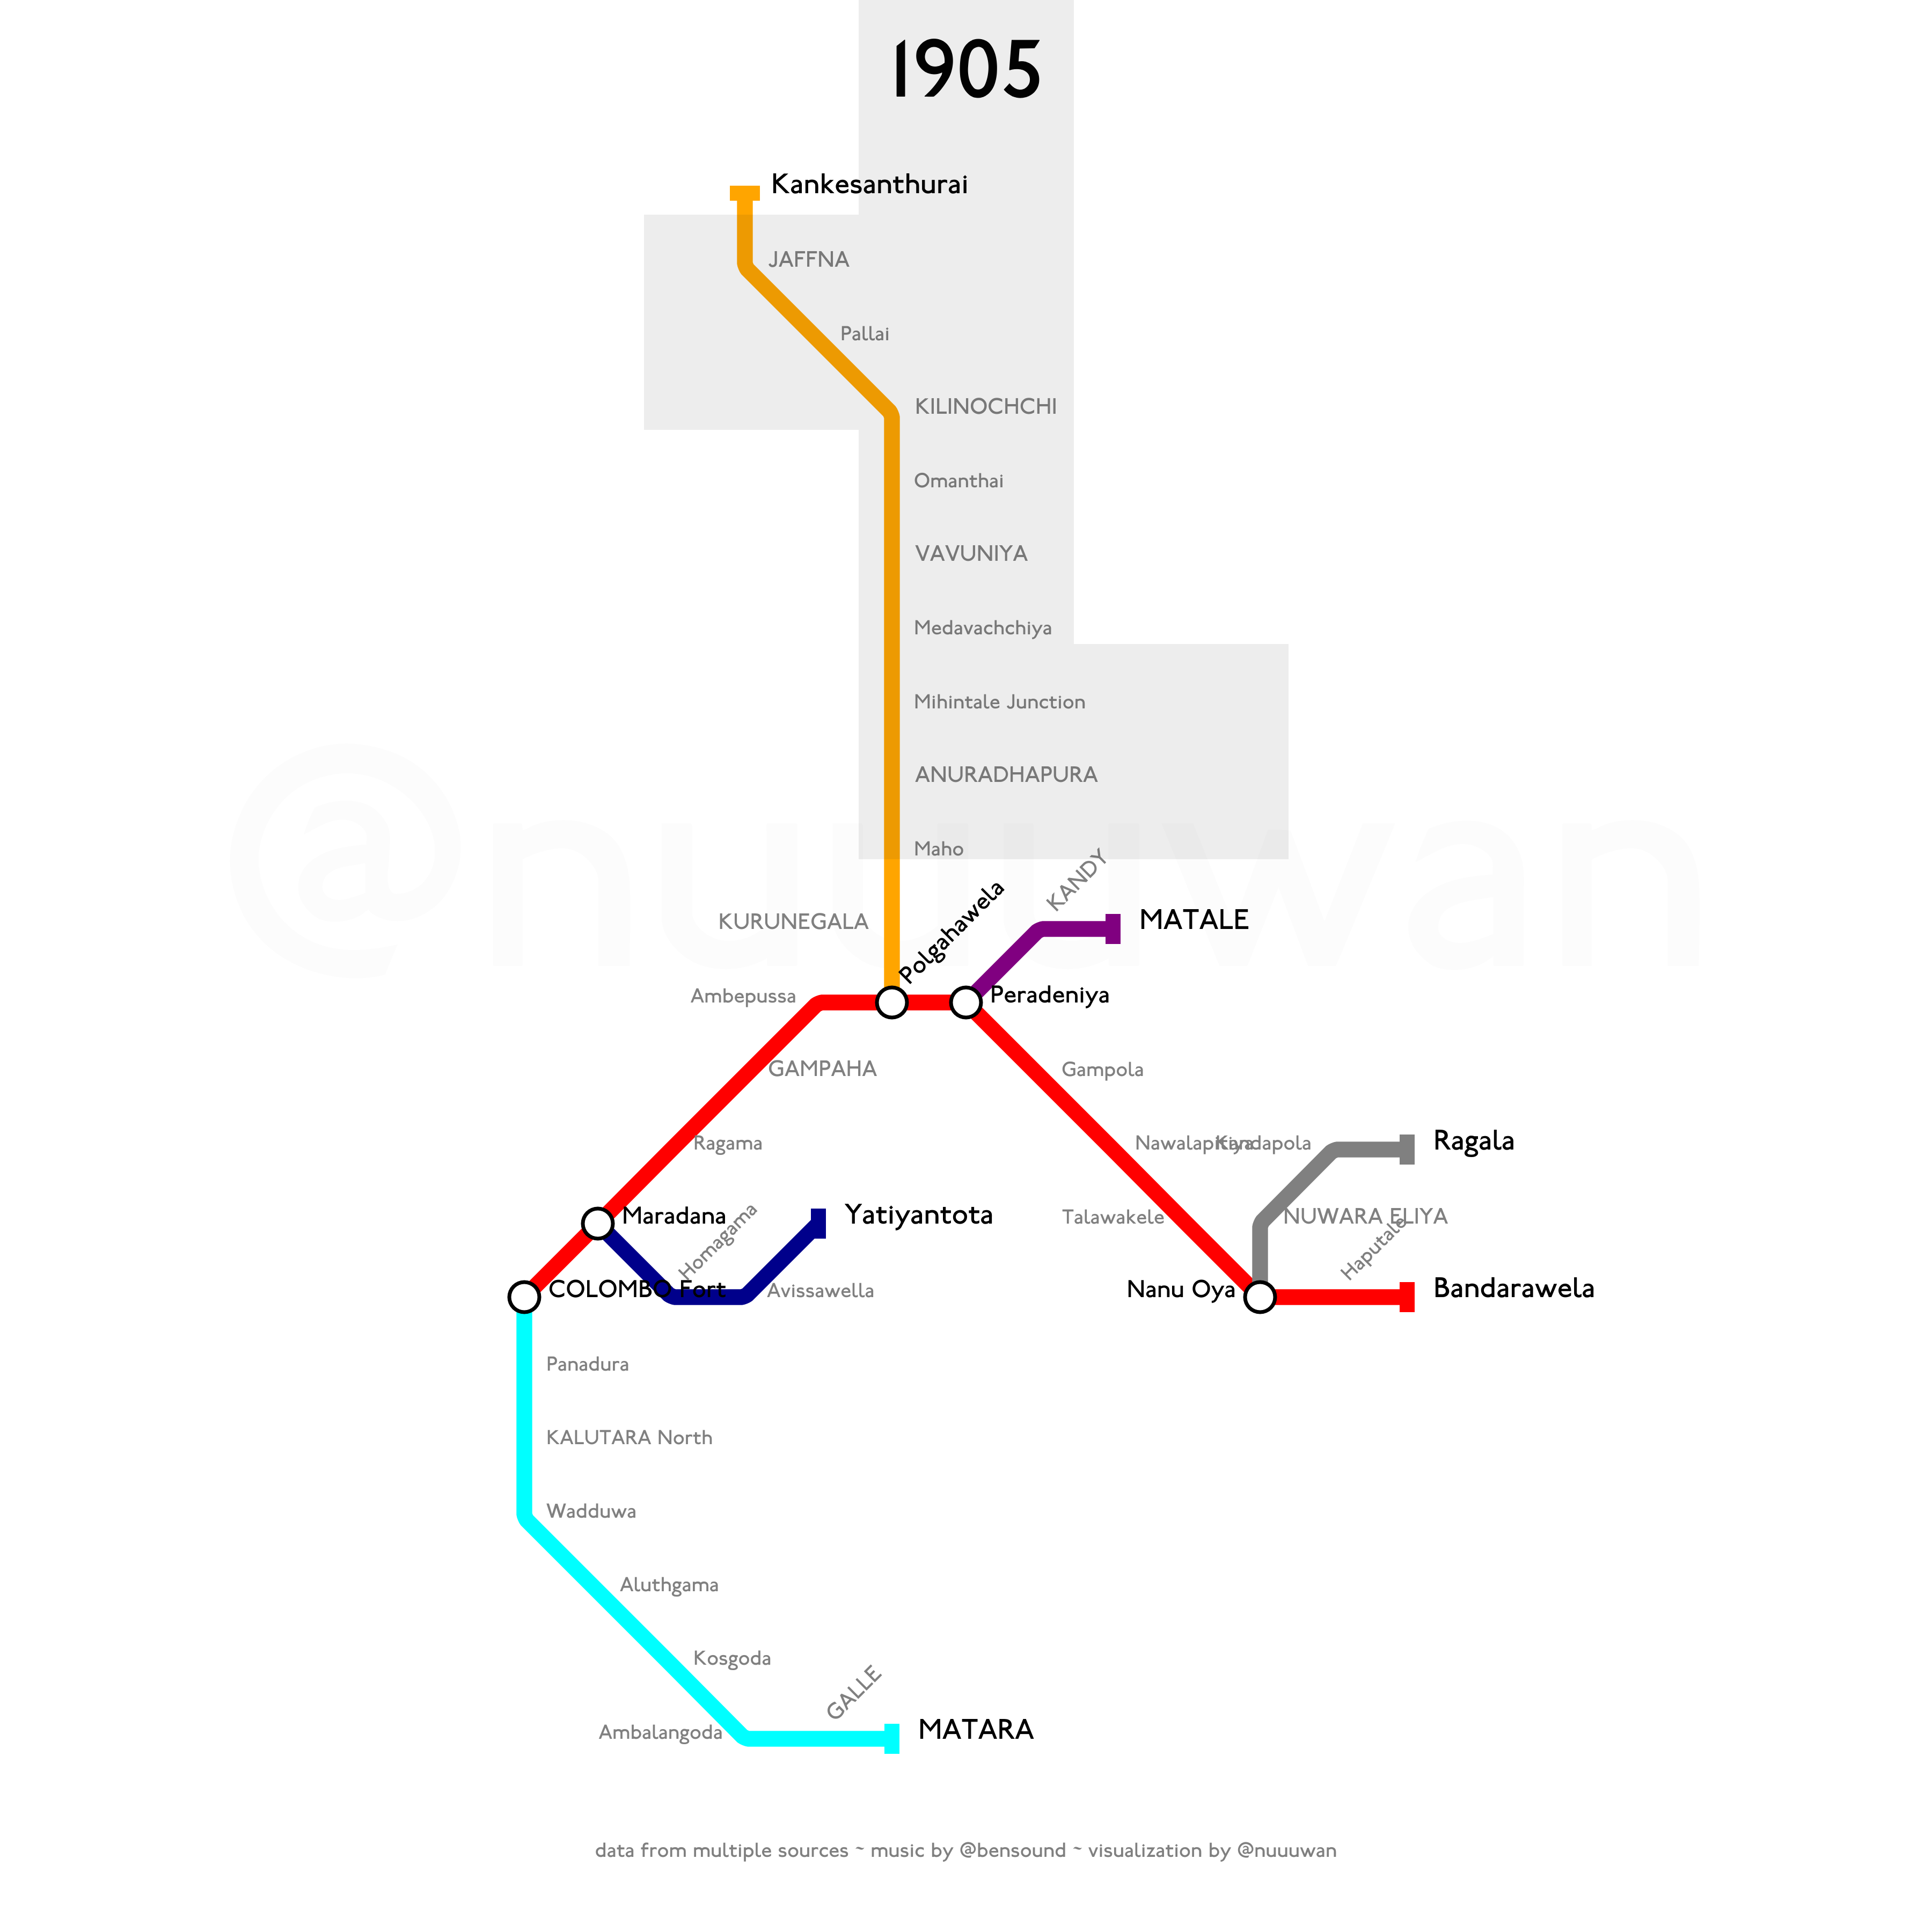 1905
Kankesanthurai
JAFFNA
Pallai
KILINOCHCHI
Omanthai
VAVUNIYA
Medavachchiya
Mihintale Junction
ANURADHAPURA
Maho
@nuuuwan
KANDY
KURUNEGALA
Polgahawela
MATALE
Ambepussa
Peradeniya
GAMPAHA
Gampola
Ragama
Nawalapitiya
Kandapola
Ragala
Maradana
Homagama
Yatiyantota
Talawakele
NUWARA ELIYA
Haputale
COLOMBO Fort
Avissawella
Nanu Oya
Bandarawela
Panadura
KALUTARA North
Wadduwa
Aluthgama
Kosgoda
GALLE
Ambalangoda
MATARA
data from multiple sources ~ music by @bensound ~ visualization by @nuuuwan